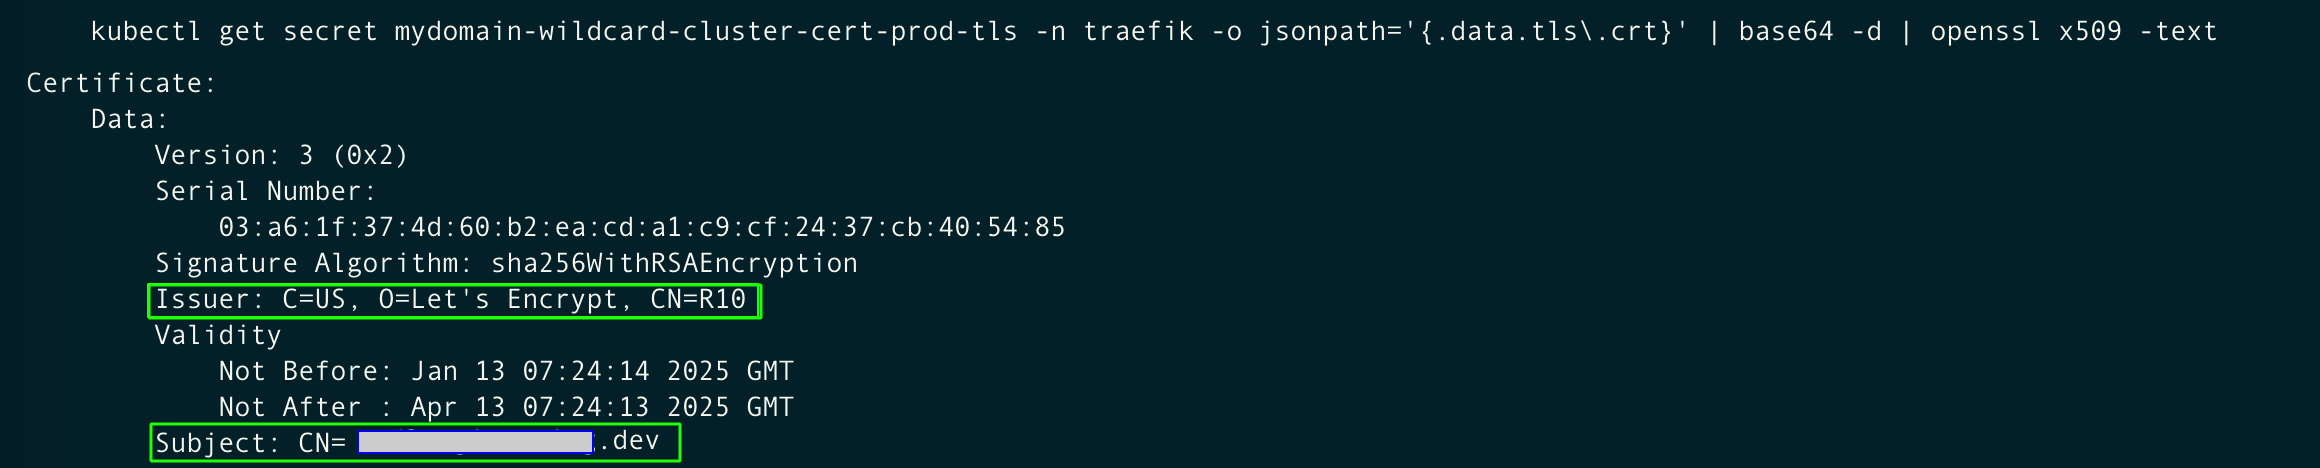 kubectl get secret mydomain-wildcard-cluster-cert-prod-tls -n traefik -o jsonpath='{.data.tls\.crt}' | base64 -d | openssl x509 -text
Certificate:
Data:
Version: 3 (0x2)
Serial Number:
03:a6:1f:37:4d:60:b2:ea:cd:a1:c9:cf:24:37:cb:40:54:85
Signature Algorithm: sha256WithRSAEncryption
Issuer: C=US, O=Let's Encrypt, CN=R10
Validity
Not Before: Jan 13 07:24:14 2025 GMT
Not After : Apr 13 07:24:13 2025 GMT
Subject: CN= .dev